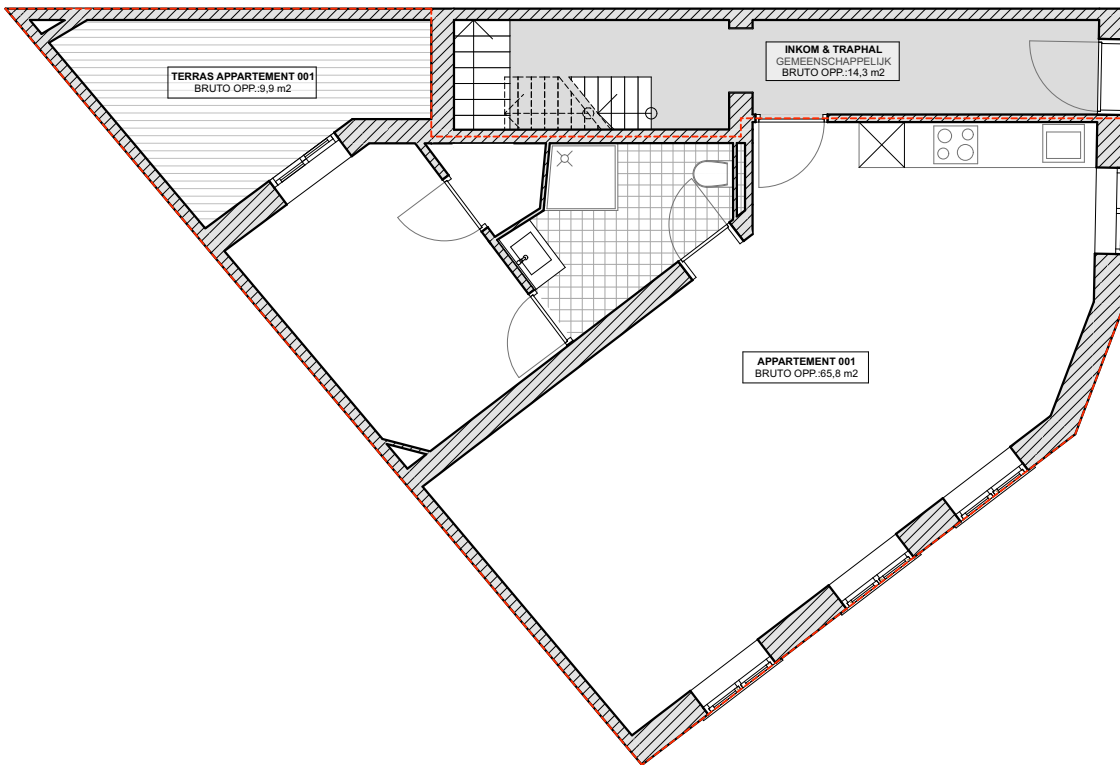 INKOM & TRAPHAL
GEMEENSCHAPPELIJK
BRUTO OPP.:14,3 m2
TERRAS APPARTEMENT 001
BRUTO OPP.:9,9 m2
APPARTEMENT 001
BRUTO OPP.:65,8 m2